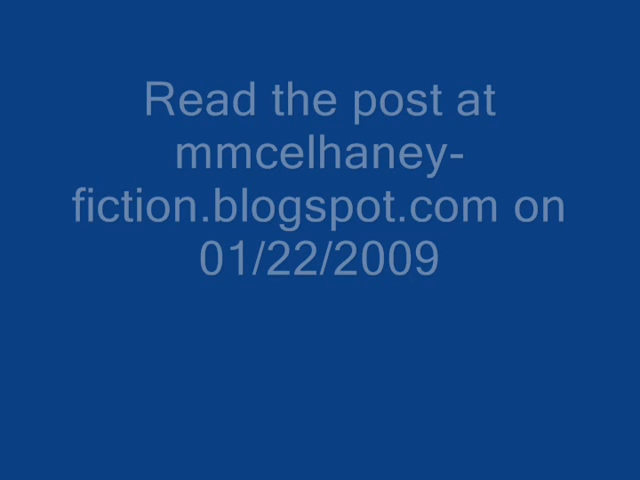 Read the post at
mmcelhaney-
fiction.blogspot.com on
01/22/2009